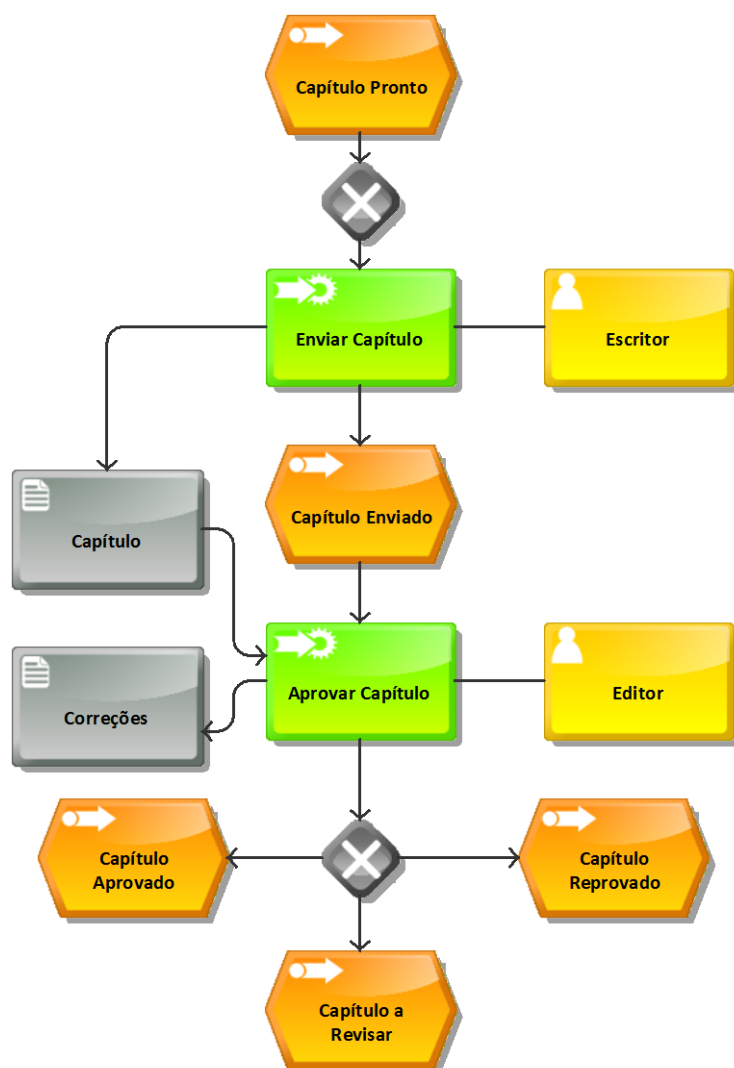 Capítulo Pronto
Enviar Capítulo
Escritor
Capítulo Enviado
Capítulo
Aprovar Capítulo
Editor
Correções
Capítulo
Aprovado
Capítulo
Reprovado
Capítulo a
Revisar